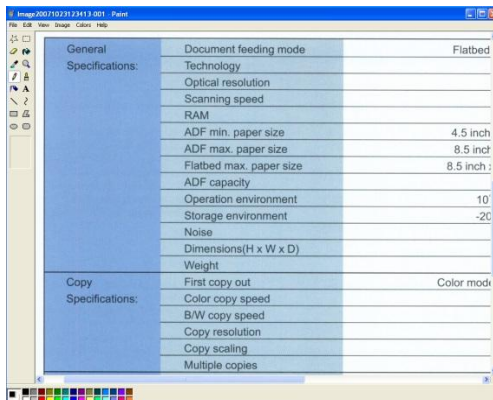 Image20071023123413-001 - Paint
File Edit View Image Colors Help
General Document feeding mode Flatbed
Specifications: Technology
Optical resolution
Scanning speed
RAM
ADF min. paper size 4.5 inch
ADF max. paper size 8.5 inch
Flatbed max. paper size 8.5 inch
ADF capacity
Operation environment 10
Storage environment -20
Noise
Dimensions(H x W x D)
Weight
Copy First copy out Color mode
Specifications: Color copy speed
B/W copy speed
Copy resolution
Copy scaling
Multiple copies